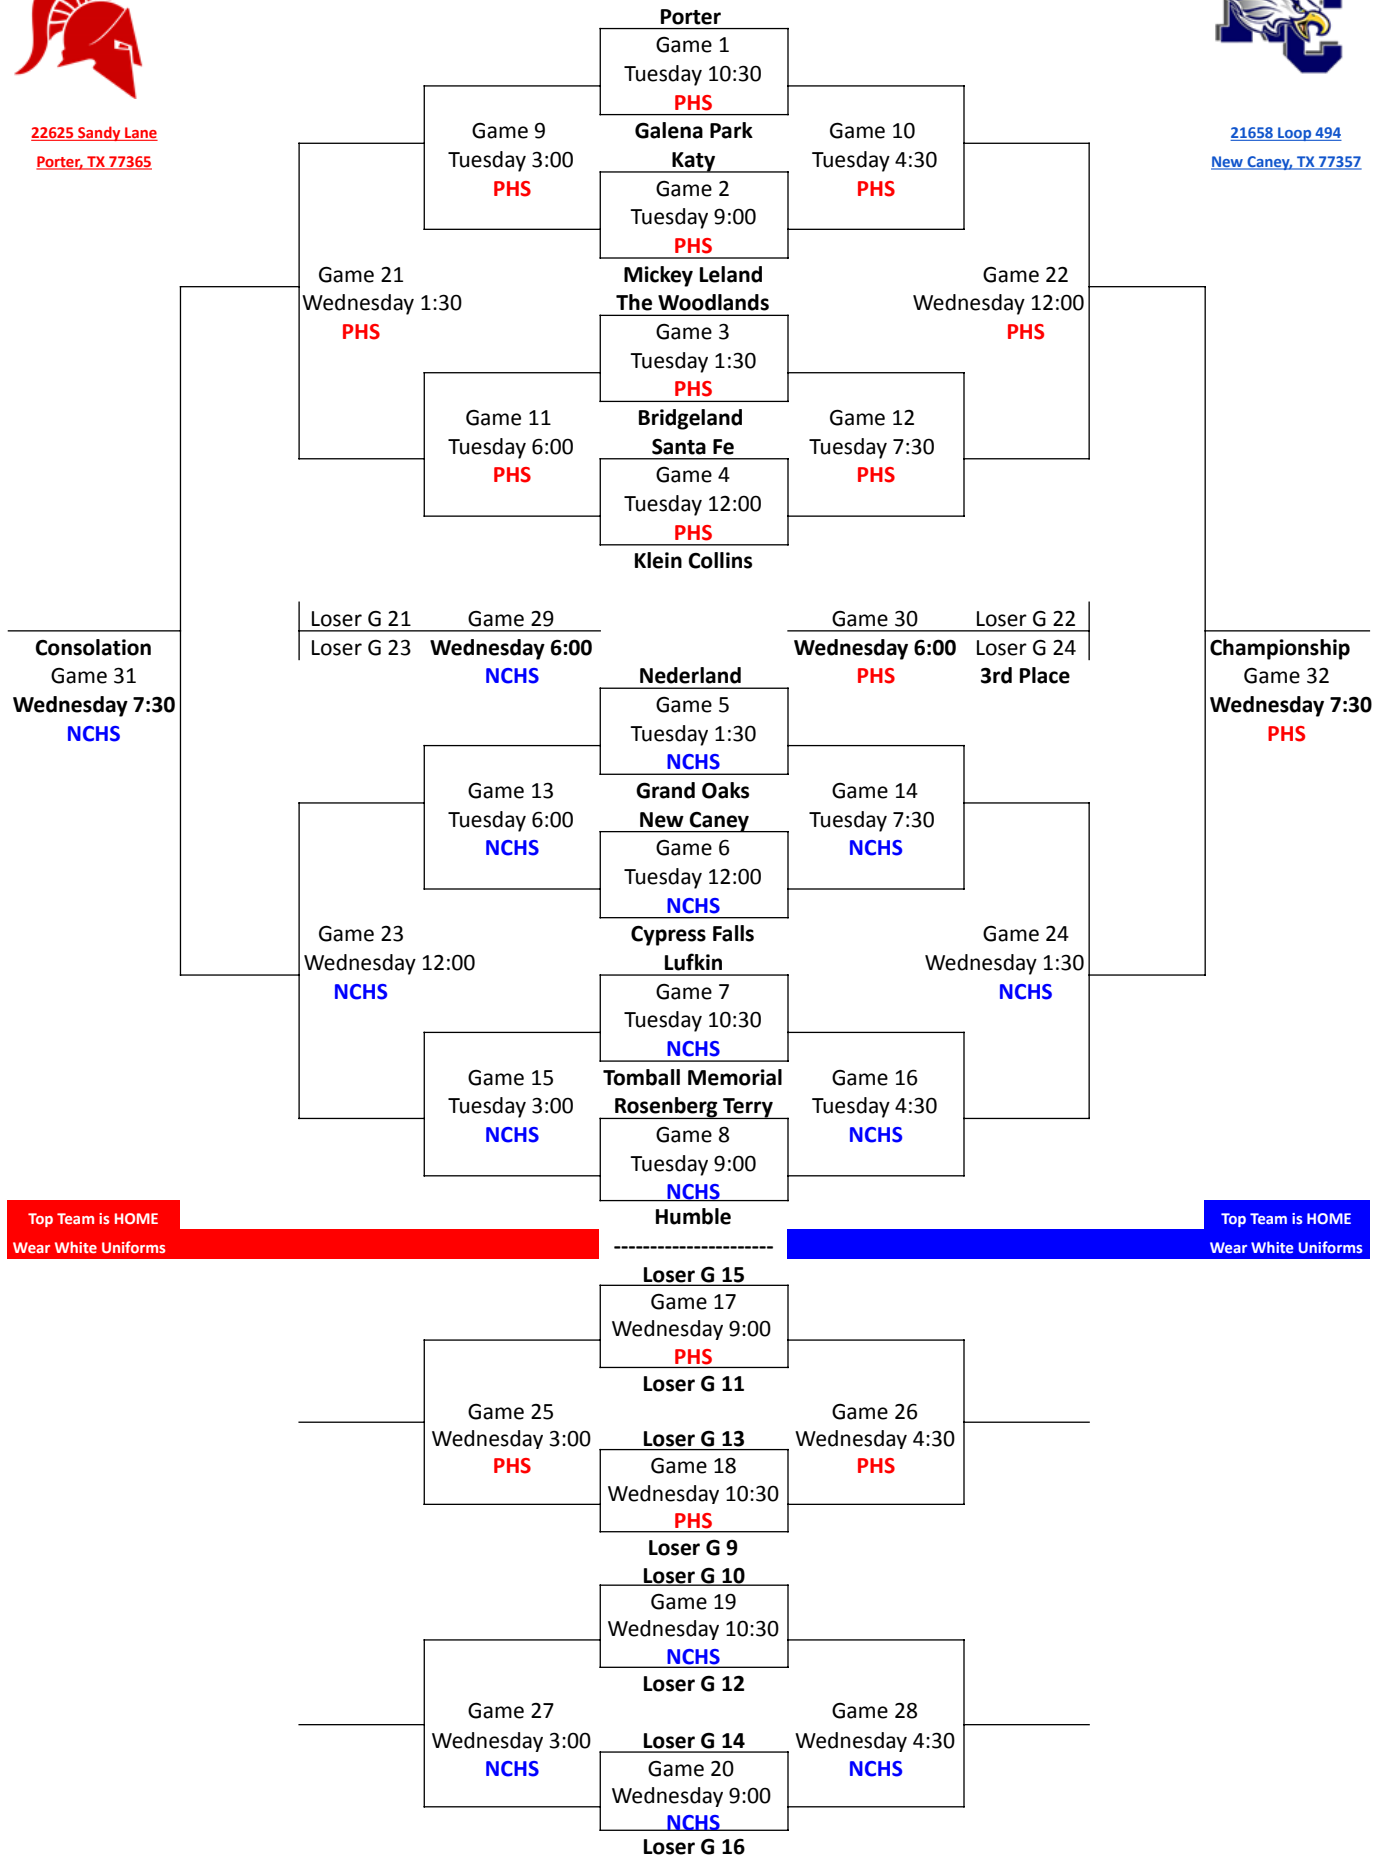 Porter
Game 1
Tuesday 10:30
PHS
22625 Sandy Lane
Porter, TX 77365
Game 9
Tuesday 3:00
PHS
Galena Park
Katy
Game 10
Tuesday 4:30
PHS
21658 Loop 494
New Caney, TX 77357
Game 2
Tuesday 9:00
PHS
Game 21
Wednesday 1:30
PHS
Mickey Leland
The Woodlands
Game 22
Wednesday 12:00
PHS
Game 3
Tuesday 1:30
PHS
Game 11
Tuesday 6:00
PHS
Bridgeland
Santa Fe
Game 12
Tuesday 7:30
PHS
Game 4
Tuesday 12:00
PHS
Klein Collins
Loser G 21 Game 29
Loser G 23 Wednesday 6:00
NCHS
Game 30 Loser G 22
Wednesday 6:00 Loser G 24
PHS 3rd Place
Consolation
Game 31
Wednesday 7:30
NCHS
Championship
Game 32
Wednesday 7:30
PHS
Nederland
Game 5
Tuesday 1:30
NCHS
Game 13
Tuesday 6:00
NCHS
Grand Oaks
New Caney
Game 14
Tuesday 7:30
NCHS
Game 6
Tuesday 12:00
NCHS
Game 23
Wednesday 12:00
NCHS
Cypress Falls
Lufkin
Game 24
Wednesday 1:30
NCHS
Game 7
Tuesday 10:30
NCHS
Game 15
Tuesday 3:00
NCHS
Tomball Memorial
Rosenberg Terry
Game 16
Tuesday 4:30
NCHS
Game 8
Tuesday 9:00
NCHS
Top Team is HOME
Wear White Uniforms
Humble
----------------------
Top Team is HOME
Wear White Uniforms
Loser G 15
Game 17
Wednesday 9:00
PHS
Loser G 11
Game 25
Wednesday 3:00
PHS
Loser G 13
Game 26
Wednesday 4:30
PHS
Game 18
Wednesday 10:30
PHS
Loser G 9
Loser G 10
Game 19
Wednesday 10:30
NCHS
Loser G 12
Game 27
Wednesday 3:00
NCHS
Loser G 14
Game 28
Wednesday 4:30
NCHS
Game 20
Wednesday 9:00
NCHS
Loser G 16